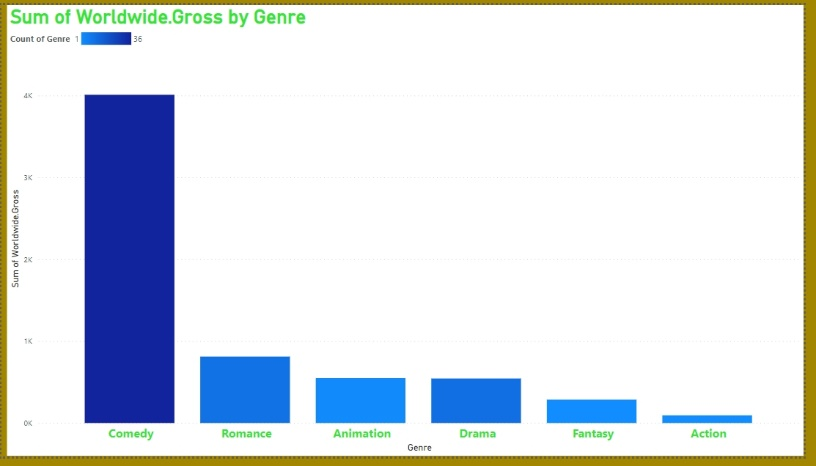 Sum of Worldwide.Gross by Genre
Count of Genre 1 36
4K
3K
2K
1K
0K
Sum of Worldwide.Gross
Comedy Romance Animation Drama Fantasy Action
Genre